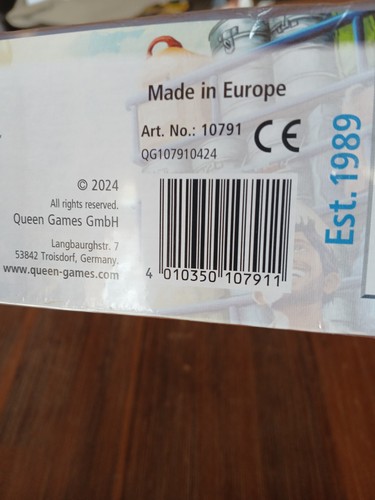 Made in Europe
Art. No.: 10791
QG107910424
CE
© 2024
All rights reserved.
Queen Games GmbH
Langbaurghstr. 7
53842 Troisdorf, Germany.
www.queen-games.com
4 010350 107911
Est. 1989